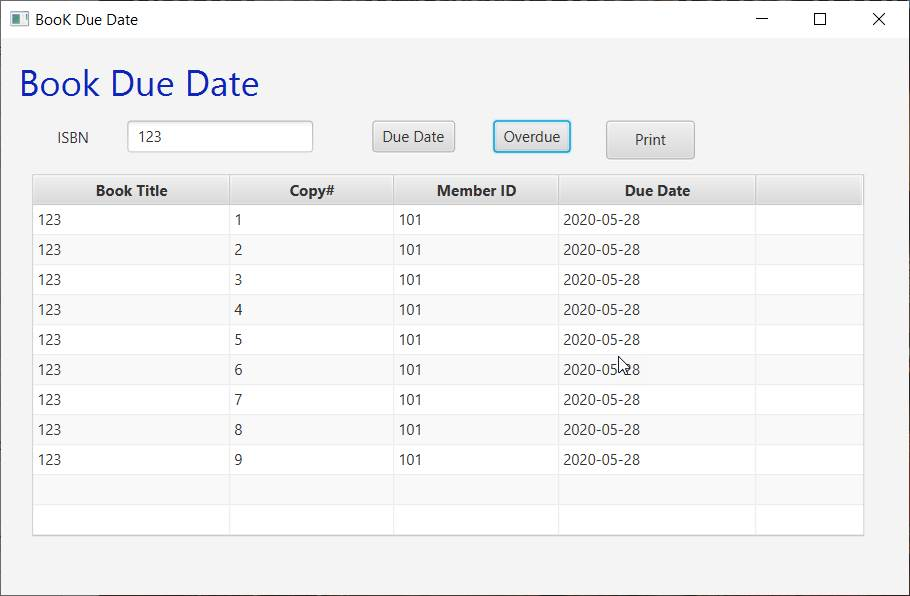 BooK Due Date
Book Due Date
ISBN 123 Due Date Overdue Print
Book Title Copy# Member ID Due Date
123 1 101 2020-05-28
123 2 101 2020-05-28
123 3 101 2020-05-28
123 4 101 2020-05-28
123 5 101 2020-05-28
123 6 101 2020-05-28
123 7 101 2020-05-28
123 8 101 2020-05-28
123 9 101 2020-05-28